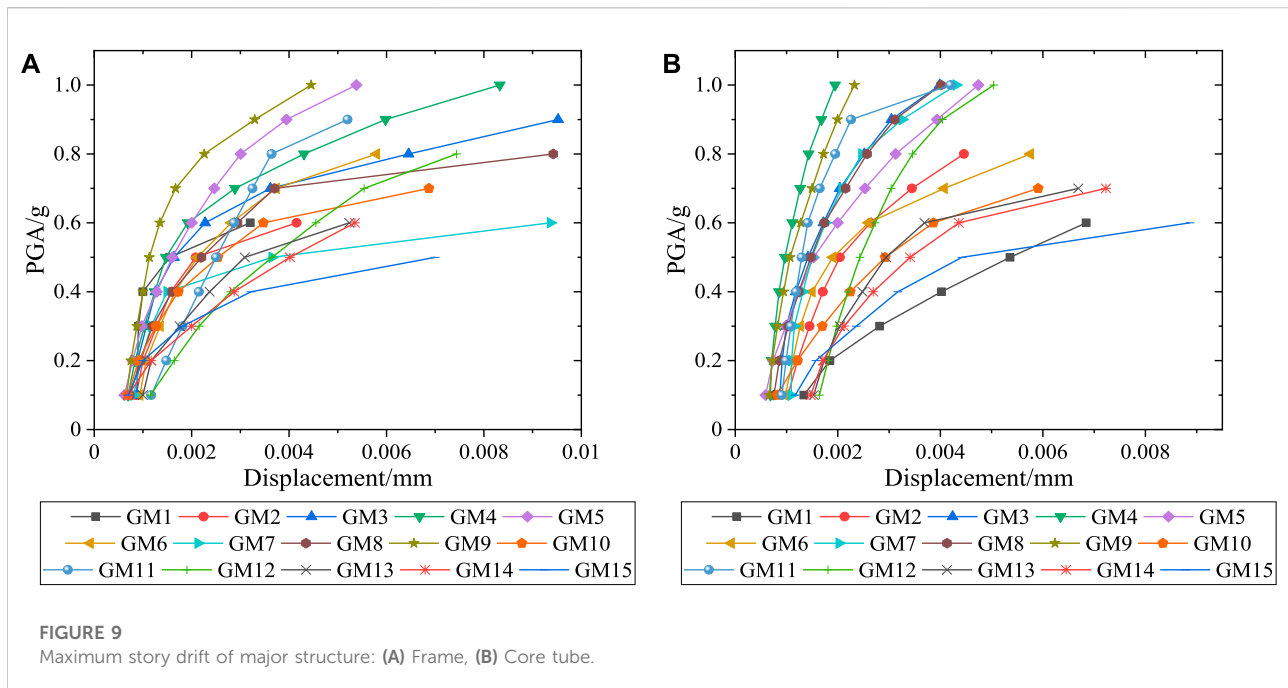 A
B
1.0
0.8
0.6
0.4
0.2
0
PGA/g
0 0.002 0.004 0.006 0.008 0.01
Displacement/mm
1.0
0.8
0.6
0.4
0.2
0
PGA/g
0 0.002 0.004 0.006 0.008
Displacement/mm
GM1 GM2 GM3 GM4 GM5
GM6 GM7 GM8 GM9 GM10
GM11 GM12 GM13 GM14 GM15
GM1 GM2 GM3 GM4 GM5
GM6 GM7 GM8 GM9 GM10
GM11 GM12 GM13 GM14 GM15
FIGURE 9
Maximum story drift of major structure: (A) Frame, (B) Core tube.